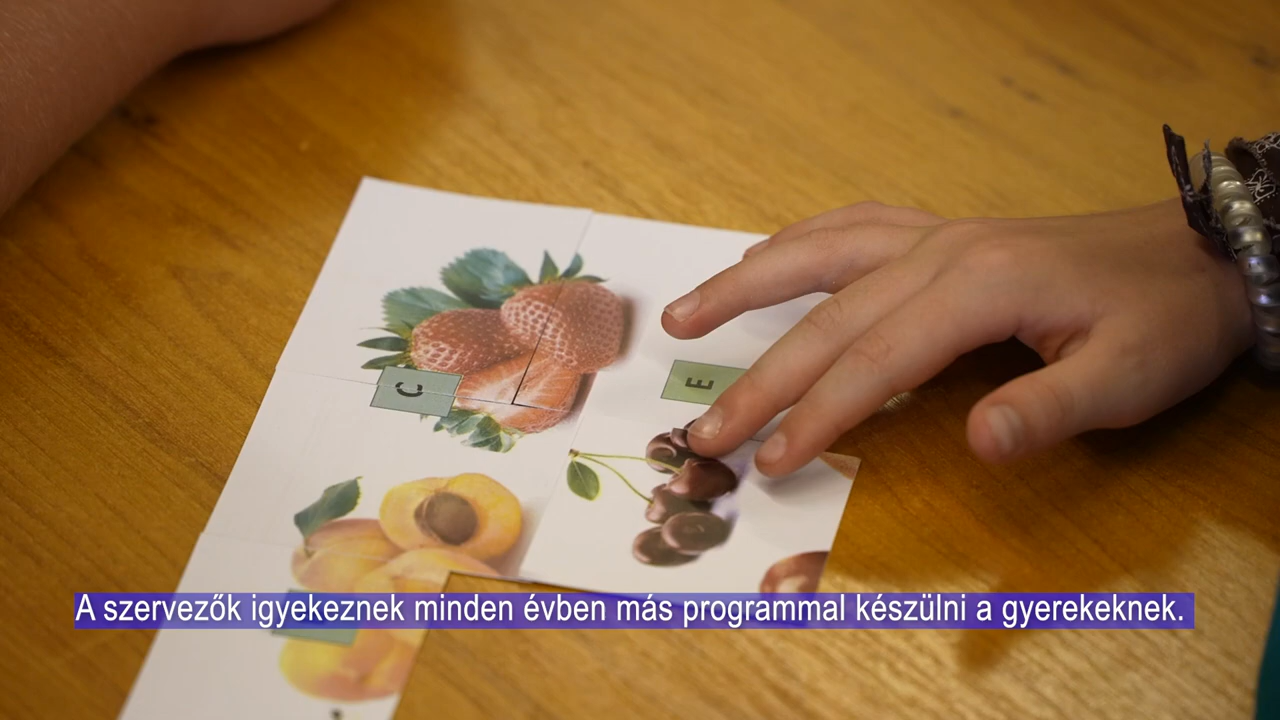 C
E
A szervezők igyekeznek minden évben más programmal készülni a gyerekeknek.